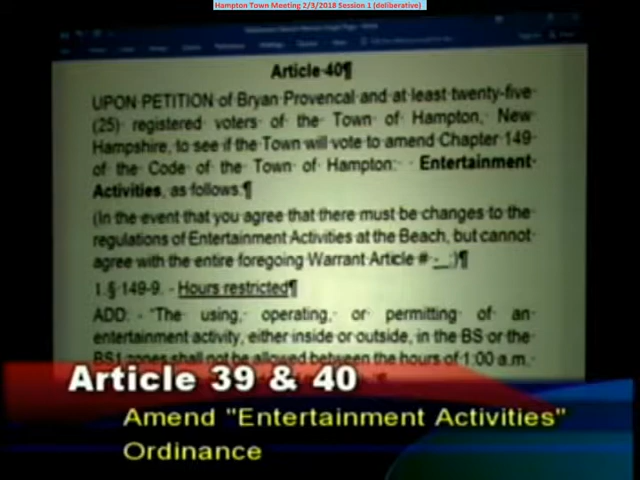 Hampton Town Meeting 2/3/2018 Session 1 (deliberative)
Article·40¶
UPON PETITION of Bryan Provencal and at least twenty-five
(25) registered voters of the Town of Hampton, New
Hampshire, to see if the Town will vote to amend Chapter 149
of the Code of the Town of Hampton: Entertainment
Activities, as follows:¶
(In the event that you agree that there must be changes to the
regulations of Entertainment Activities at the Beach, but cannot
agree with the entire foregoing Warrant Article #·__:)¶
1.§ 149-9. - Hours restricted¶
ADD: - "The using, operating, or permitting of an
entertainment activity, either inside or outside, in the BS or the
BS1 zones shall not be allowed between the hours of 1:00 a.m.
Article 39 & 40
Amend "Entertainment Activities"
Ordinance